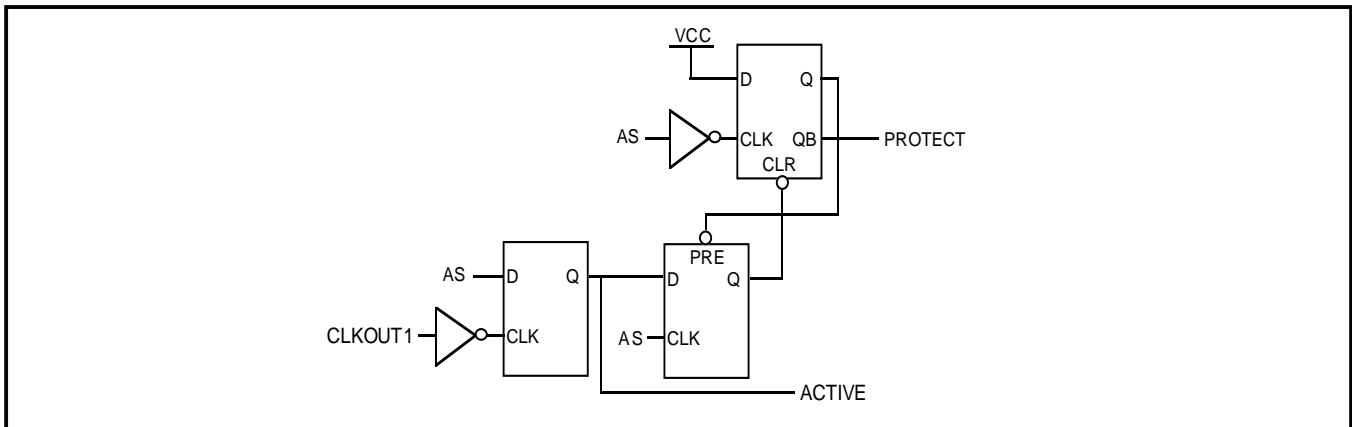 VCC
D Q
AS CLK QB PROTECT
CLR
PRE
AS D Q D Q
CLKOUT1 CLK AS CLK
ACTIVE